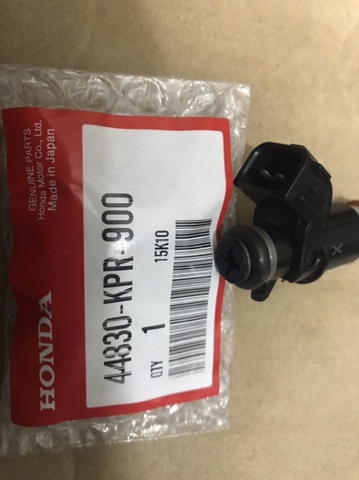 GENUINE PARTS
Honda Motor Co., Ltd.
Made in Japan
44830-KPR-900
15K10
QTY 1
HONDA
X